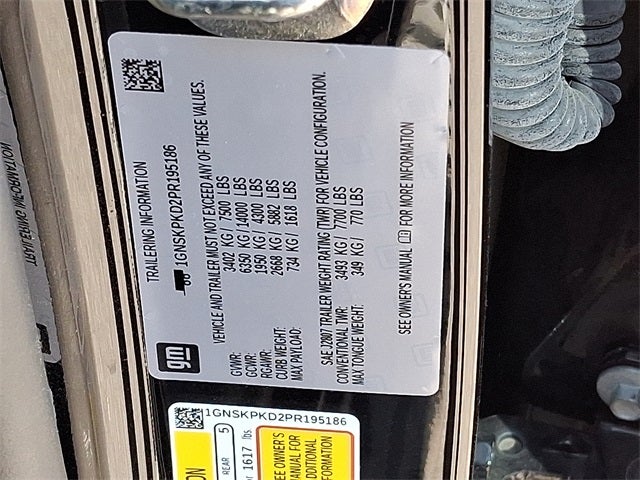 gm
TRAILERING INFORMATION
1GNSKPKD2PR195186
VEHICLE AND TRAILER MUST NOT EXCEED ANY OF THESE VALUES.
GVWR: 3402 KG/ 7500 LBS
GCWR: 6350 KG/ 14000 LBS
RGAWR: 1950 KG/ 4300 LBS
CURB WEIGHT: 2668 KG/ 5882 LBS
MAX PAYLOAD: 734 KG/ 1618 LBS
SAE J2807 TRAILER WEIGHT RATING (TWR) FOR VEHICLE CONFIGURATION.
CONVENTIONAL TWR: 3493 KG/ 7700 LBS
MAX TONGUE WEIGHT: 349 KG/ 770 LBS
SEE OWNER'S MANUAL FOR MORE INFORMATION
1GNSKPKD2PR195186
REAR 5
1617 lbs.
SEE OWNER'S
MANUAL FOR
ADDITIONAL
INFORMATION